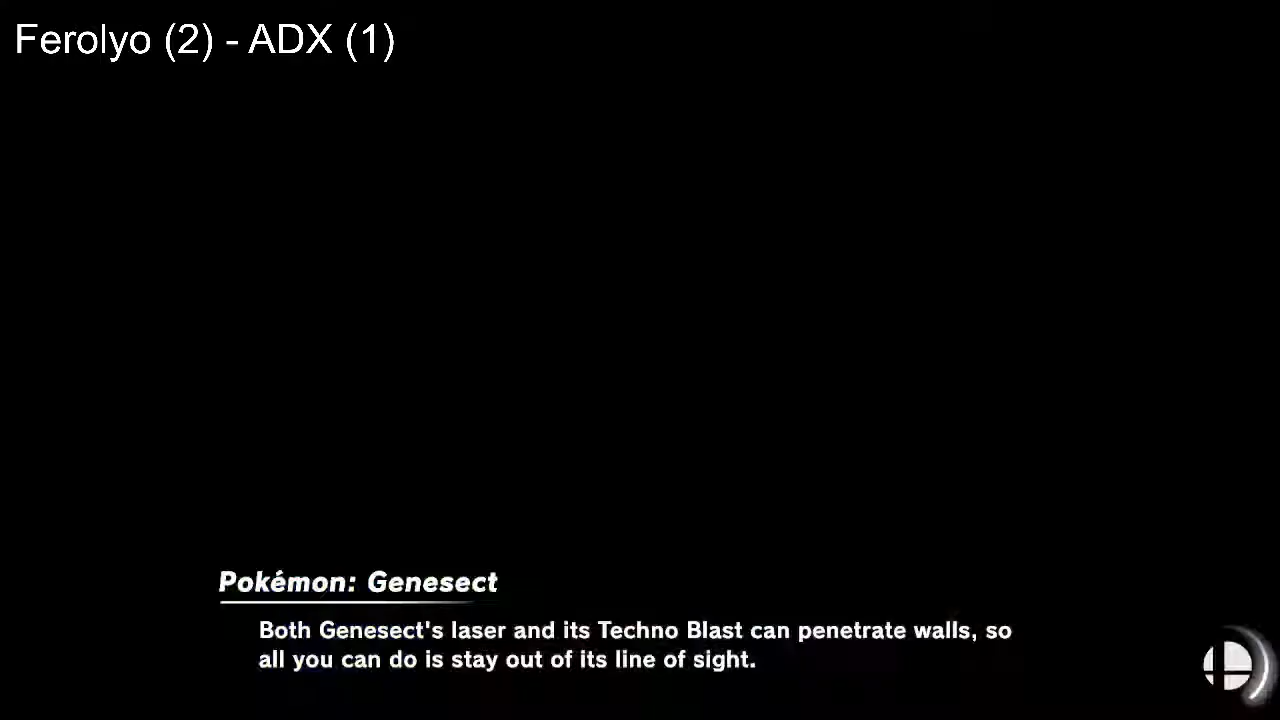 Ferolyo (2) - ADX (1)
Pokémon: Genesect
Both Genesect's laser and its Techno Blast can penetrate walls, so
all you can do is stay out of its line of sight.